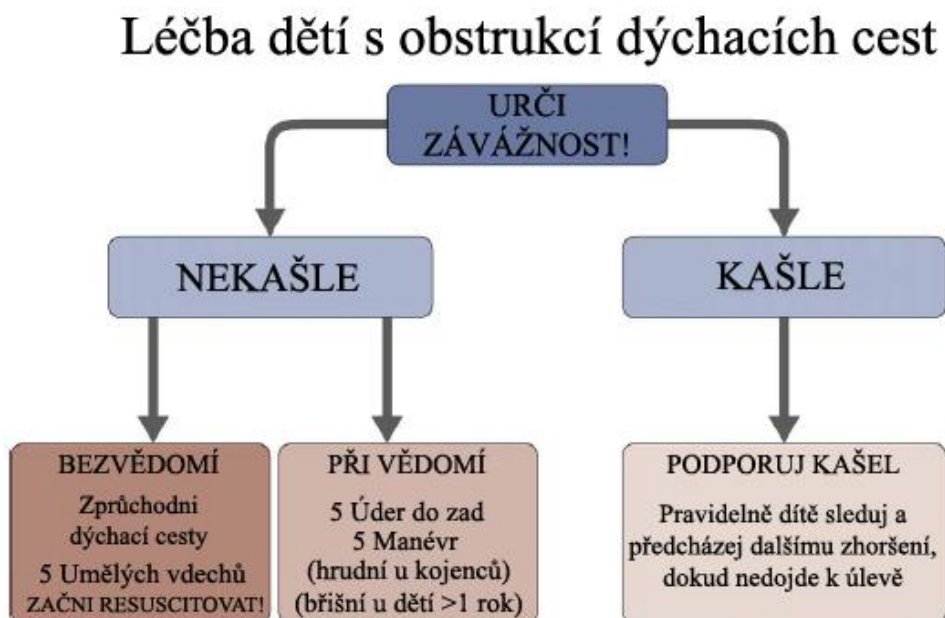 Léčba dětí s obstrukcí dýchacích cest
URČI
ZÁVÁŽNOST!
NEKAŠLE
KAŠLE
BEZVĚDOMÍ
Zprůchodni
dýchací cesty
5 Umělých vdechů
ZAČNI RESUSCITOVAT!
PŘI VĚDOMÍ
5 Úder do zad
5 Manévr
(hrudní u kojenců)
(břišní u dětí >1 rok)
PODPORUJ KAŠEL
Pravidelně dítě sleduj a
předcházej dalšímu zhoršení,
dokud nedojde k úlevě